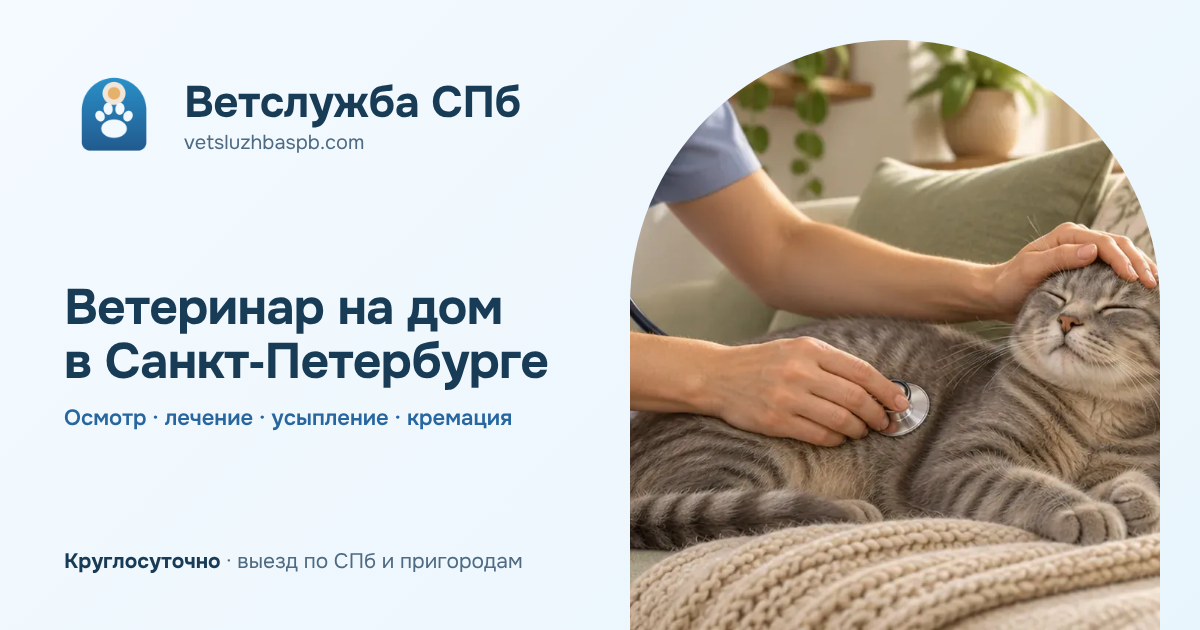 Ветслужба СПб
vetsluzhbaspb.com
Ветеринар на дом
в Санкт-Петербурге
Осмотр · лечение · усыпление · кремация
Круглосуточно · выезд по СПб и пригородам